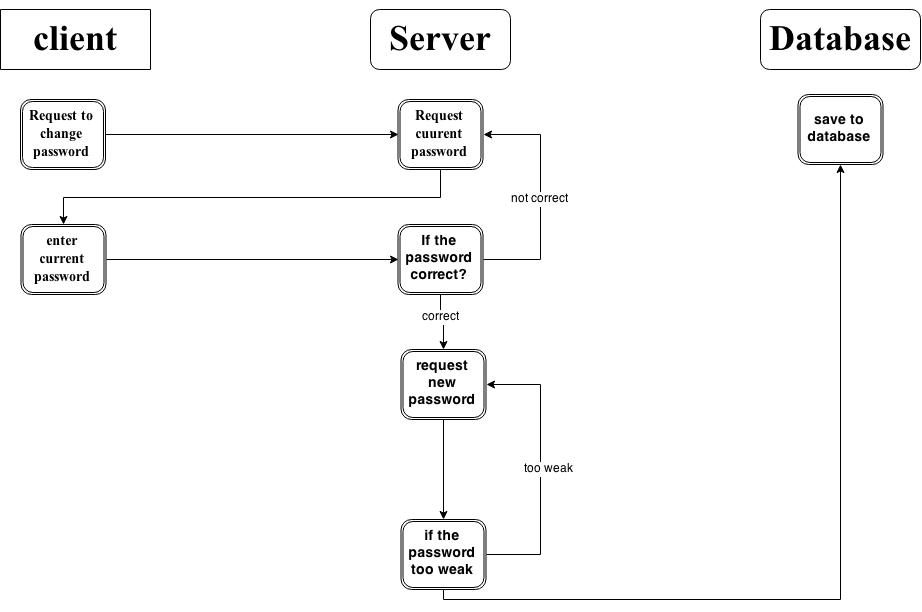 client
Server
Database
Request to
change
password
Request
cuurent
password
save to
database
not correct
enter
current
password
If the
password
correct?
correct
request
new
password
too weak
if the
password
too weak